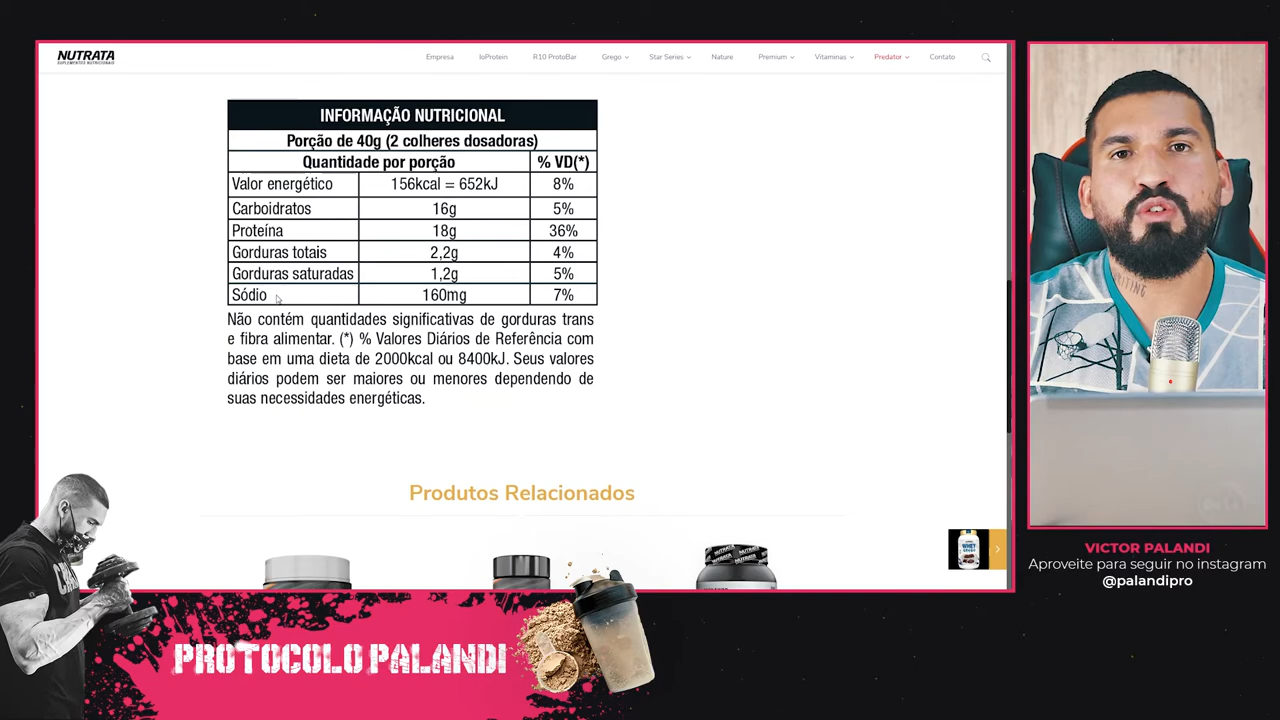 NUTRATA
SUPLEMENTOS NUTRICIONAIS
Empresa IoProtein R10 ProtoBar Grego Star Series Nature Premium Vitaminas Predator Contato
INFORMAÇÃO NUTRICIONAL
Porção de 40g (2 colheres dosadoras)
Quantidade por porção % VD(*)
Valor energético 156kcal = 652kJ 8%
Carboidratos 16g 5%
Proteína 18g 36%
Gorduras totais 2,2g 4%
Gorduras saturadas 1,2g 5%
Sódio 160mg 7%
Não contém quantidades significativas de gorduras trans
e fibra alimentar. (*) % Valores Diários de Referência com
base em uma dieta de 2000kcal ou 8400kJ. Seus valores
diários podem ser maiores ou menores dependendo de
suas necessidades energéticas.
Produtos Relacionados
NUTRATA
WHEY
GREGO
VICTOR PALANDI
Aproveite para seguir no instagram
@palandipro
PROTOCOLO PALANDI